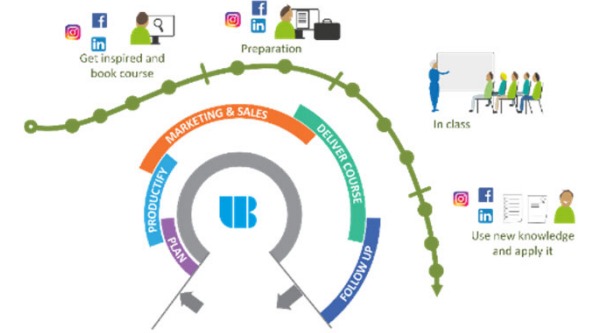 Get inspired and
book course
Preparation
In class
Use new knowledge
and apply it
PLAN
PRODUCTIFY
MARKETING & SALES
DELIVER COURSE
FOLLOW UP
UB